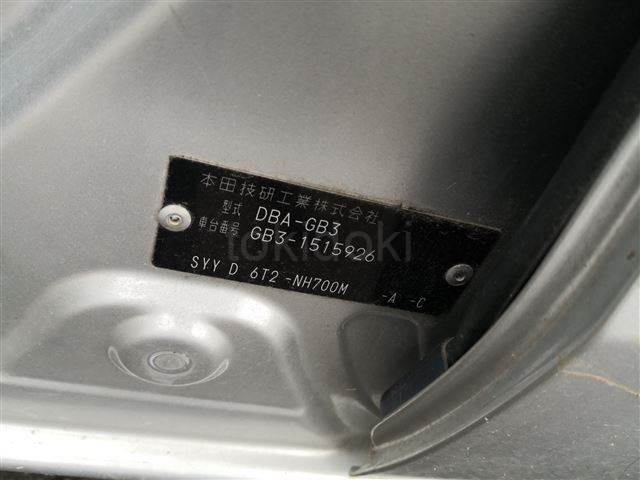 本田技研工業株式会社
型式 DBA-GB3
車台番号 GB3-1515926
SYY D 6T2 -NH700M -A -C
tokidoki